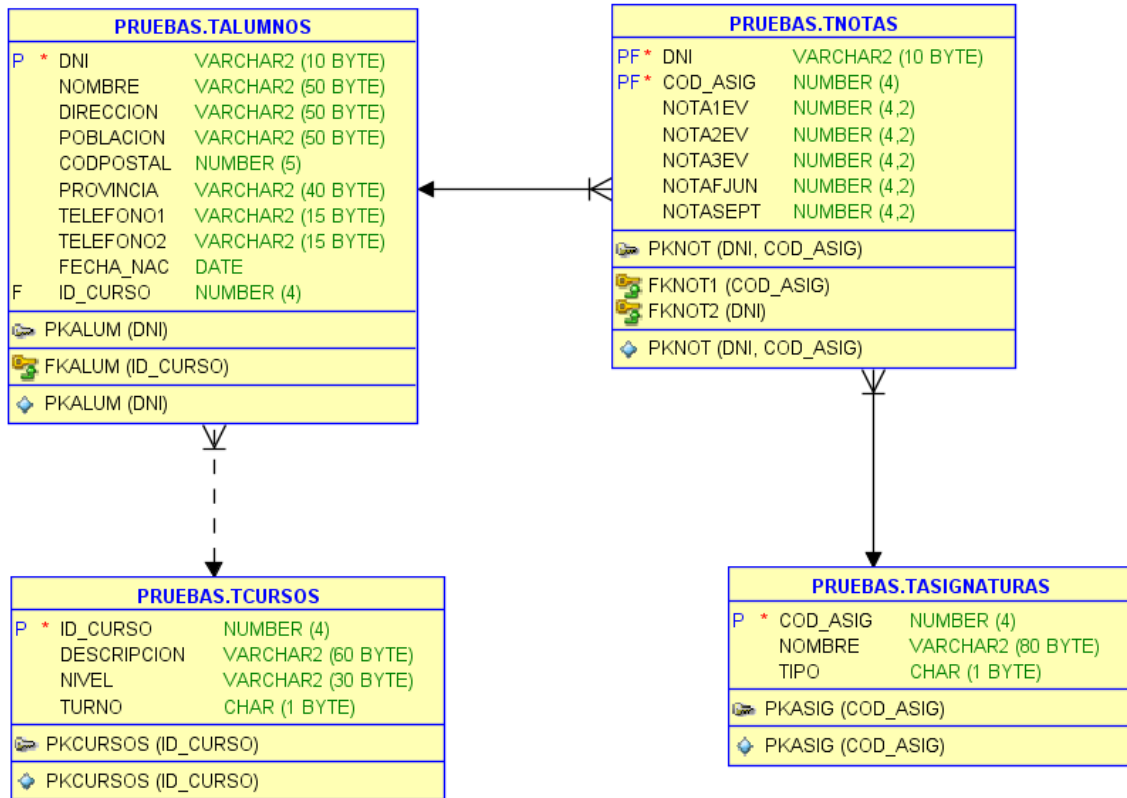 PRUEBAS.TALUMNOS
P * DNI VARCHAR2 (10 BYTE)
NOMBRE VARCHAR2 (50 BYTE)
DIRECCION VARCHAR2 (50 BYTE)
POBLACION VARCHAR2 (50 BYTE)
CODPOSTAL NUMBER (5)
PROVINCIA VARCHAR2 (40 BYTE)
TELEFONO1 VARCHAR2 (15 BYTE)
TELEFONO2 VARCHAR2 (15 BYTE)
FECHA_NAC DATE
F ID_CURSO NUMBER (4)
PKALUM (DNI)
FKALUM (ID_CURSO)
PKALUM (DNI)
PRUEBAS.TNOTAS
PF * DNI VARCHAR2 (10 BYTE)
PF * COD_ASIG NUMBER (4)
NOTA1EV NUMBER (4,2)
NOTA2EV NUMBER (4,2)
NOTA3EV NUMBER (4,2)
NOTAFJUN NUMBER (4,2)
NOTASEPT NUMBER (4,2)
PKNOT (DNI, COD_ASIG)
FKNOT1 (COD_ASIG)
FKNOT2 (DNI)
PKNOT (DNI, COD_ASIG)
PRUEBAS.TCURSOS
P * ID_CURSO NUMBER (4)
DESCRIPCION VARCHAR2 (60 BYTE)
NIVEL VARCHAR2 (30 BYTE)
TURNO CHAR (1 BYTE)
PKCURSOS (ID_CURSO)
PKCURSOS (ID_CURSO)
PRUEBAS.TASIGNATURAS
P * COD_ASIG NUMBER (4)
NOMBRE VARCHAR2 (80 BYTE)
TIPO CHAR (1 BYTE)
PKASIG (COD_ASIG)
PKASIG (COD_ASIG)